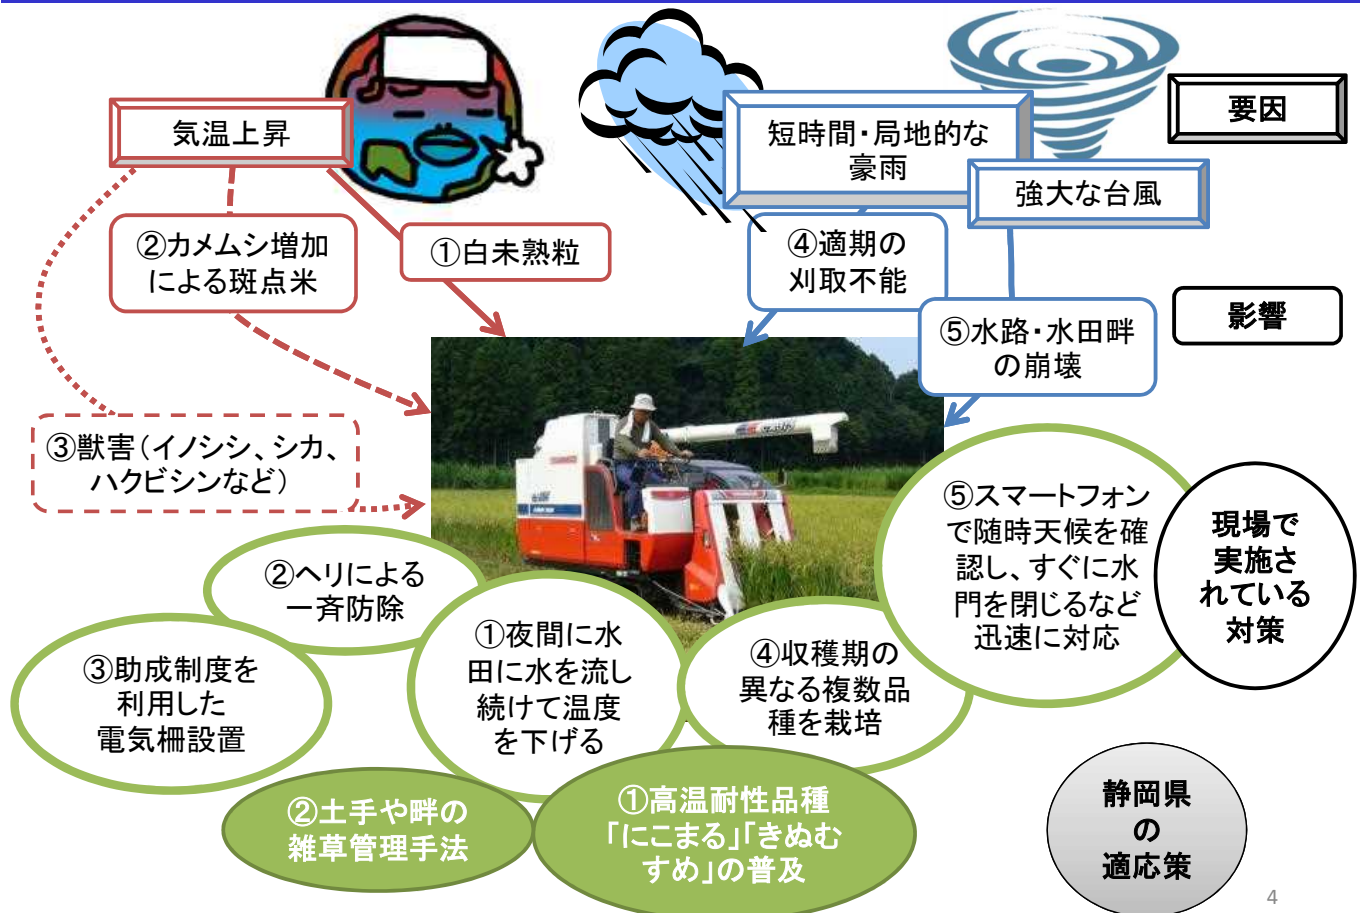 気温上昇
短時間・局地的な
豪雨
強大な台風
要因
②カメムシ増加
による斑点米
①白未熟粒
④適期の
刈取不能
⑤水路・水田畔
の崩壊
影響
③獣害（イノシシ、シカ、
ハクビシンなど）
②ヘリによる
一斉防除
③助成制度を
利用した
電気柵設置
①夜間に水
田に水を流し
続けて温度
を下げる
④収穫期の
異なる複数品
種を栽培
⑤スマートフォン
で随時天候を確
認し、すぐに水
門を閉じるなど
迅速に対応
現場で
実施さ
れている
対策
②土手や畔の
雑草管理手法
①高温耐性品種
「にこまる」「きぬむ
すめ」の普及
静岡県
の
適応策
4